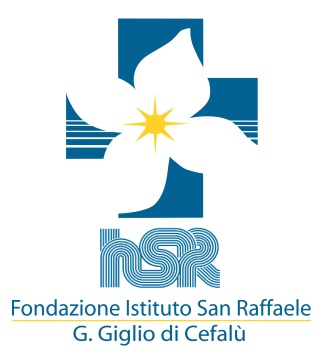 hSR
Fondazione Istituto San Raffaele
G. Giglio di Cefalù